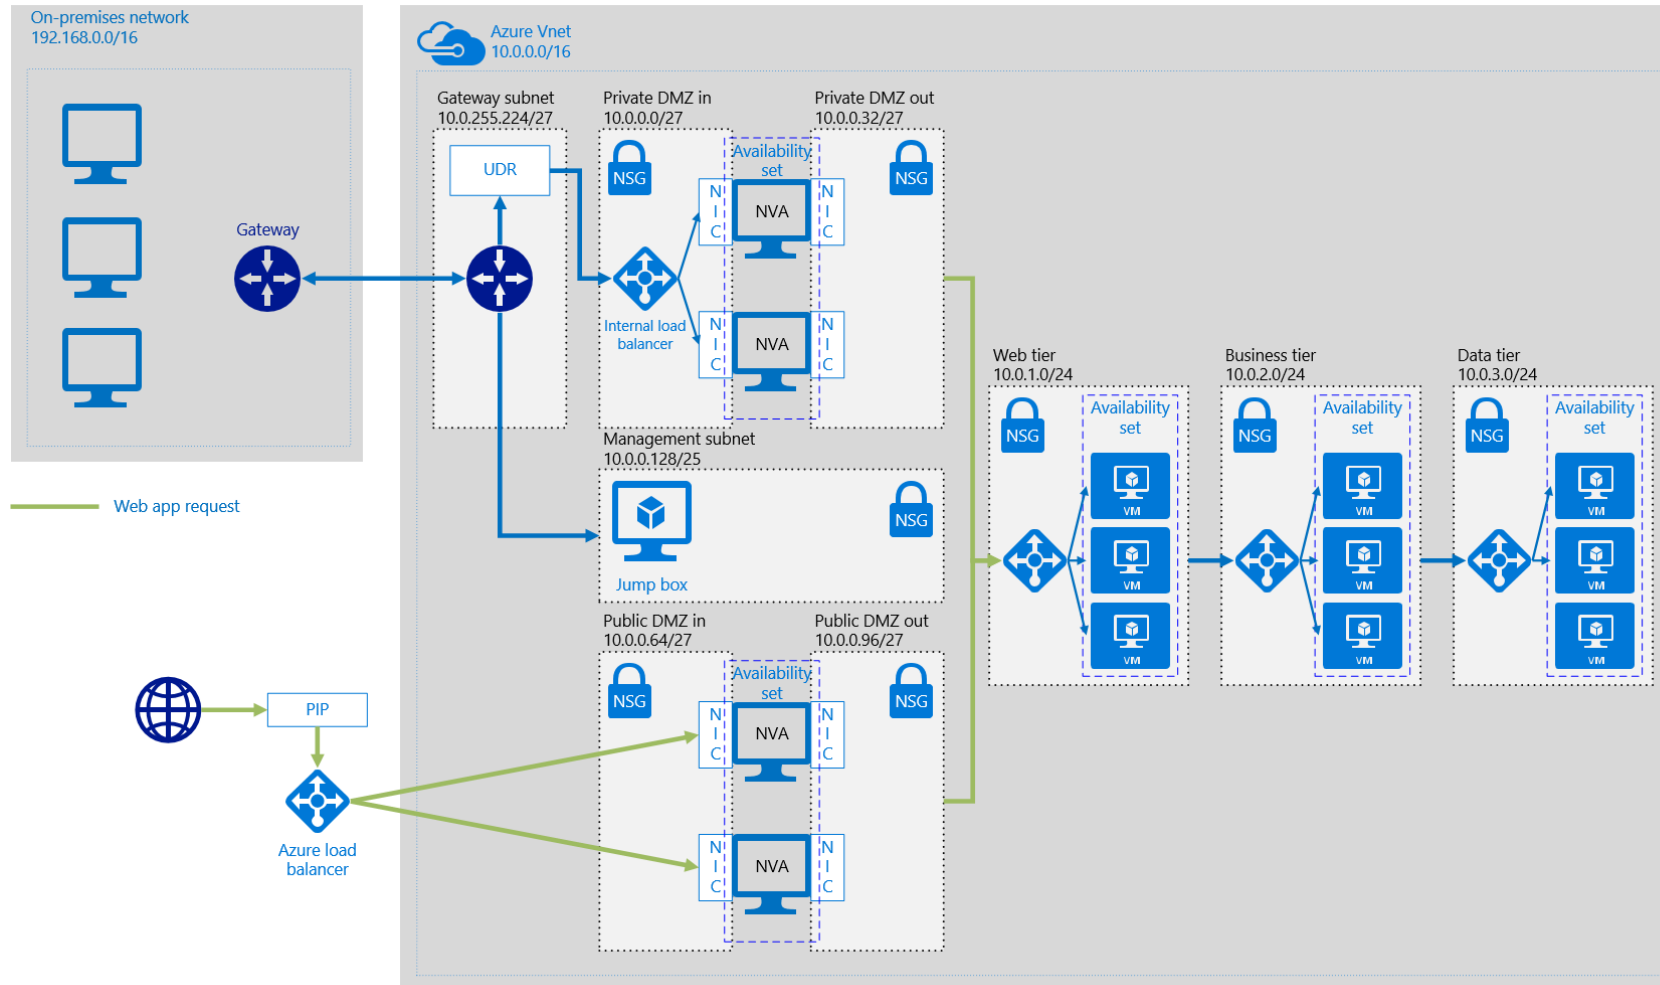 On-premises network
192.168.0.0/16
Gateway
Web app request
PIP
Azure load
balancer
Azure Vnet
10.0.0.0/16
Gateway subnet
10.0.255.224/27
UDR
Private DMZ in
10.0.0.0/27
NSG
Internal load
balancer
Availability
set
N
I
C
NVA
N
I
C
N
I
C
NVA
N
I
C
Private DMZ out
10.0.0.32/27
NSG
Management subnet
10.0.0.128/25
Jump box
NSG
Public DMZ in
10.0.0.64/27
NSG
Availability
set
N
I
C
NVA
N
I
C
N
I
C
NVA
N
I
C
Public DMZ out
10.0.0.96/27
NSG
Web tier
10.0.1.0/24
NSG
Availability
set
VM
VM
VM
Business tier
10.0.2.0/24
NSG
Availability
set
VM
VM
VM
Data tier
10.0.3.0/24
NSG
Availability
set
VM
VM
VM